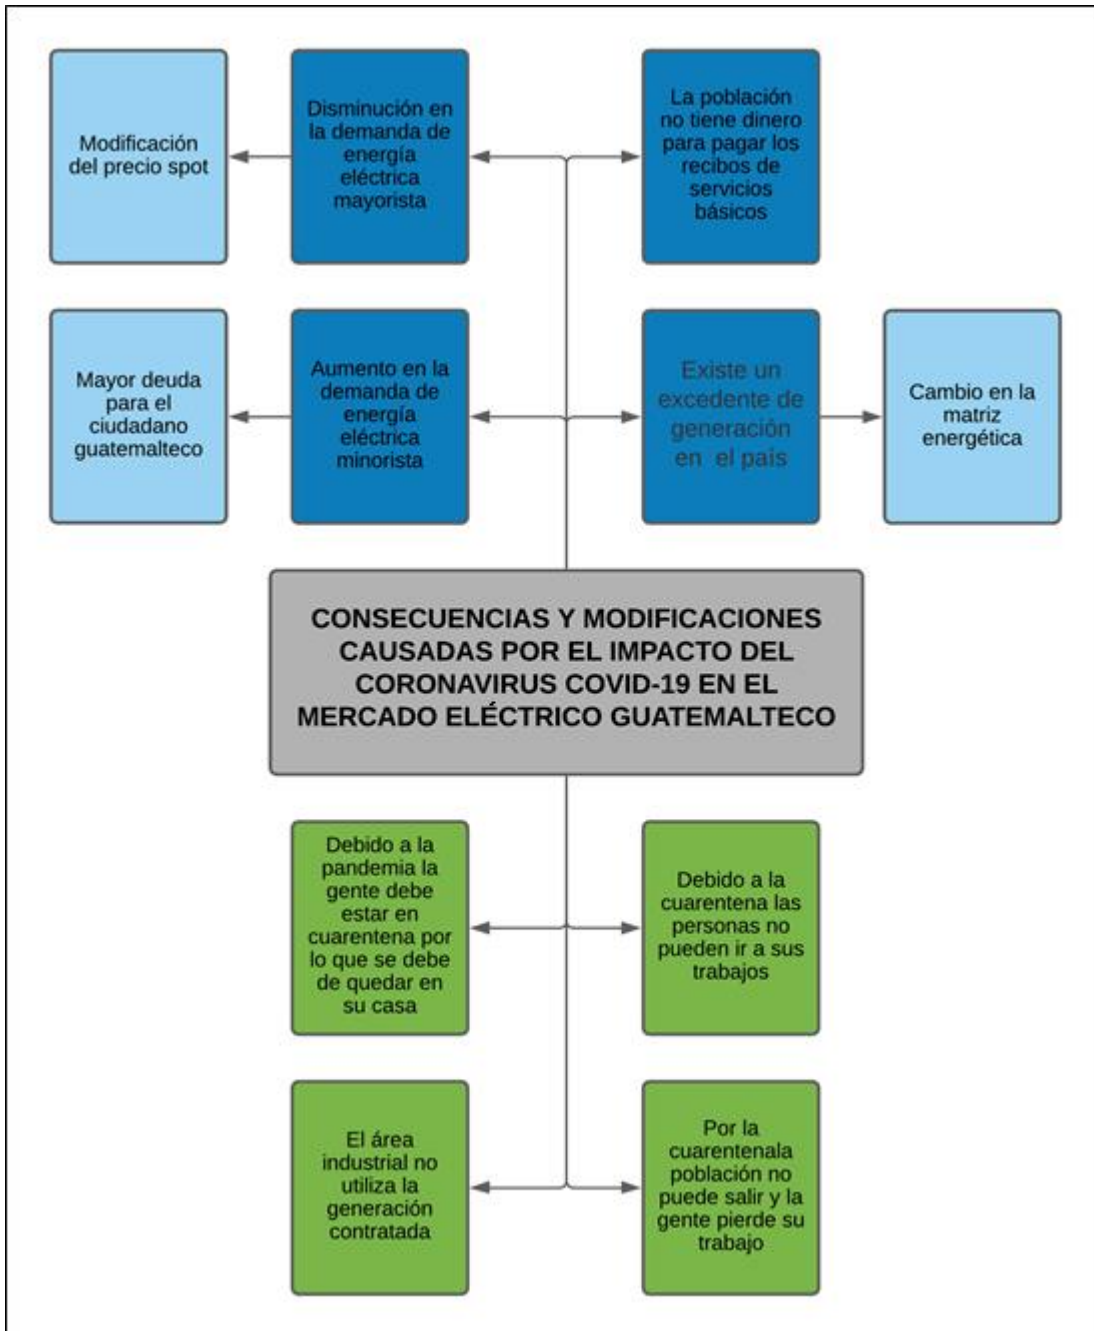 Modificación
del precio spot
Disminución en
la demanda de
energía
eléctrica
mayorista
La población
no tiene dinero
para pagar los
recibos de
servicios
básicos
Mayor deuda
para el
ciudadano
guatemalteco
Aumento en la
demanda de
energía
eléctrica
minorista
Existe un
excedente de
generación
en el país
Cambio en la
matriz
energética
CONSECUENCIAS Y MODIFICACIONES
CAUSADAS POR EL IMPACTO DEL
CORONAVIRUS COVID-19 EN EL
MERCADO ELÉCTRICO GUATEMALTECO
Debido a la
pandemia la
gente debe
estar en
cuarentena por
lo que se debe
de quedar en
su casa
Debido a la
cuarentena las
personas no
pueden ir a sus
trabajos
El área
industrial no
utiliza la
generación
contratada
Por la
cuarentenala
población no
puede salir y la
gente pierde su
trabajo